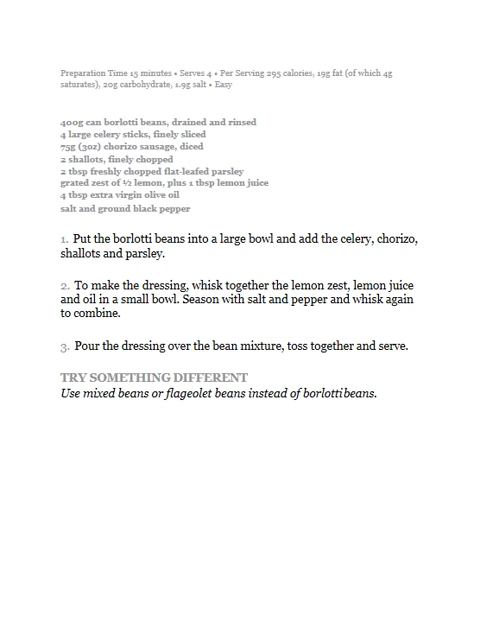 Preparation Time 15 minutes • Serves 4 • Per Serving 295 calories, 19g fat (of which 4g
saturates), 20g carbohydrate, 1.9g salt • Easy
400g can borlotti beans, drained and rinsed
4 large celery sticks, finely sliced
75g (3oz) chorizo sausage, diced
2 shallots, finely chopped
2 tbsp freshly chopped flat-leafed parsley
grated zest of ½ lemon, plus 1 tbsp lemon juice
4 tbsp extra virgin olive oil
salt and ground black pepper
1. Put the borlotti beans into a large bowl and add the celery, chorizo,
shallots and parsley.
2. To make the dressing, whisk together the lemon zest, lemon juice
and oil in a small bowl. Season with salt and pepper and whisk again
to combine.
3. Pour the dressing over the bean mixture, toss together and serve.
TRY SOMETHING DIFFERENT
Use mixed beans or flageolet beans instead of borlottibeans.